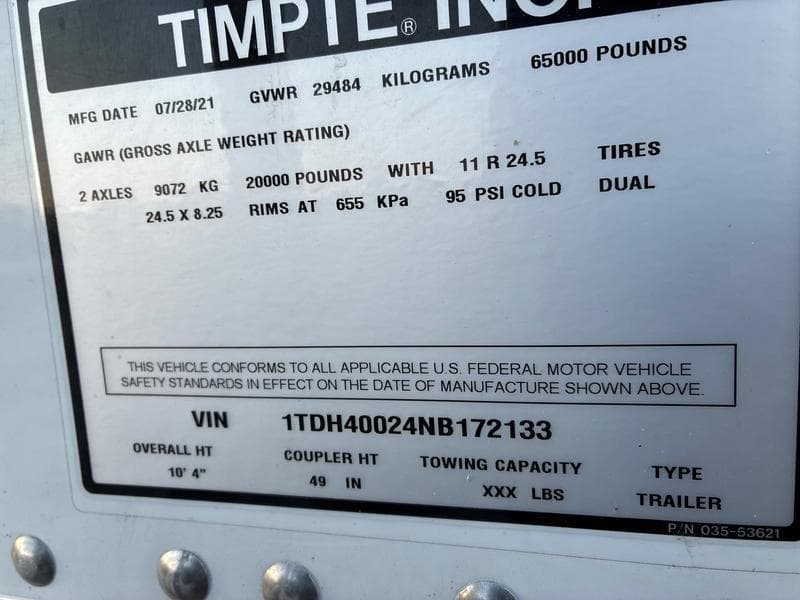 TIMPTE® INC.
MFG DATE 07/28/21 GVWR 29484 KILOGRAMS 65000 POUNDS
GAWR (GROSS AXLE WEIGHT RATING)
2 AXLES 9072 KG 20000 POUNDS WITH 11 R 24.5 TIRES
24.5 X 8.25 RIMS AT 655 KPa 95 PSI COLD DUAL
THIS VEHICLE CONFORMS TO ALL APPLICABLE U.S. FEDERAL MOTOR VEHICLE
SAFETY STANDARDS IN EFFECT ON THE DATE OF MANUFACTURE SHOWN ABOVE.
VIN 1TDH40024NB172133
OVERALL HT COUPLER HT TOWING CAPACITY TYPE
10' 4" 49 IN XXX LBS TRAILER
P/N 035-53621